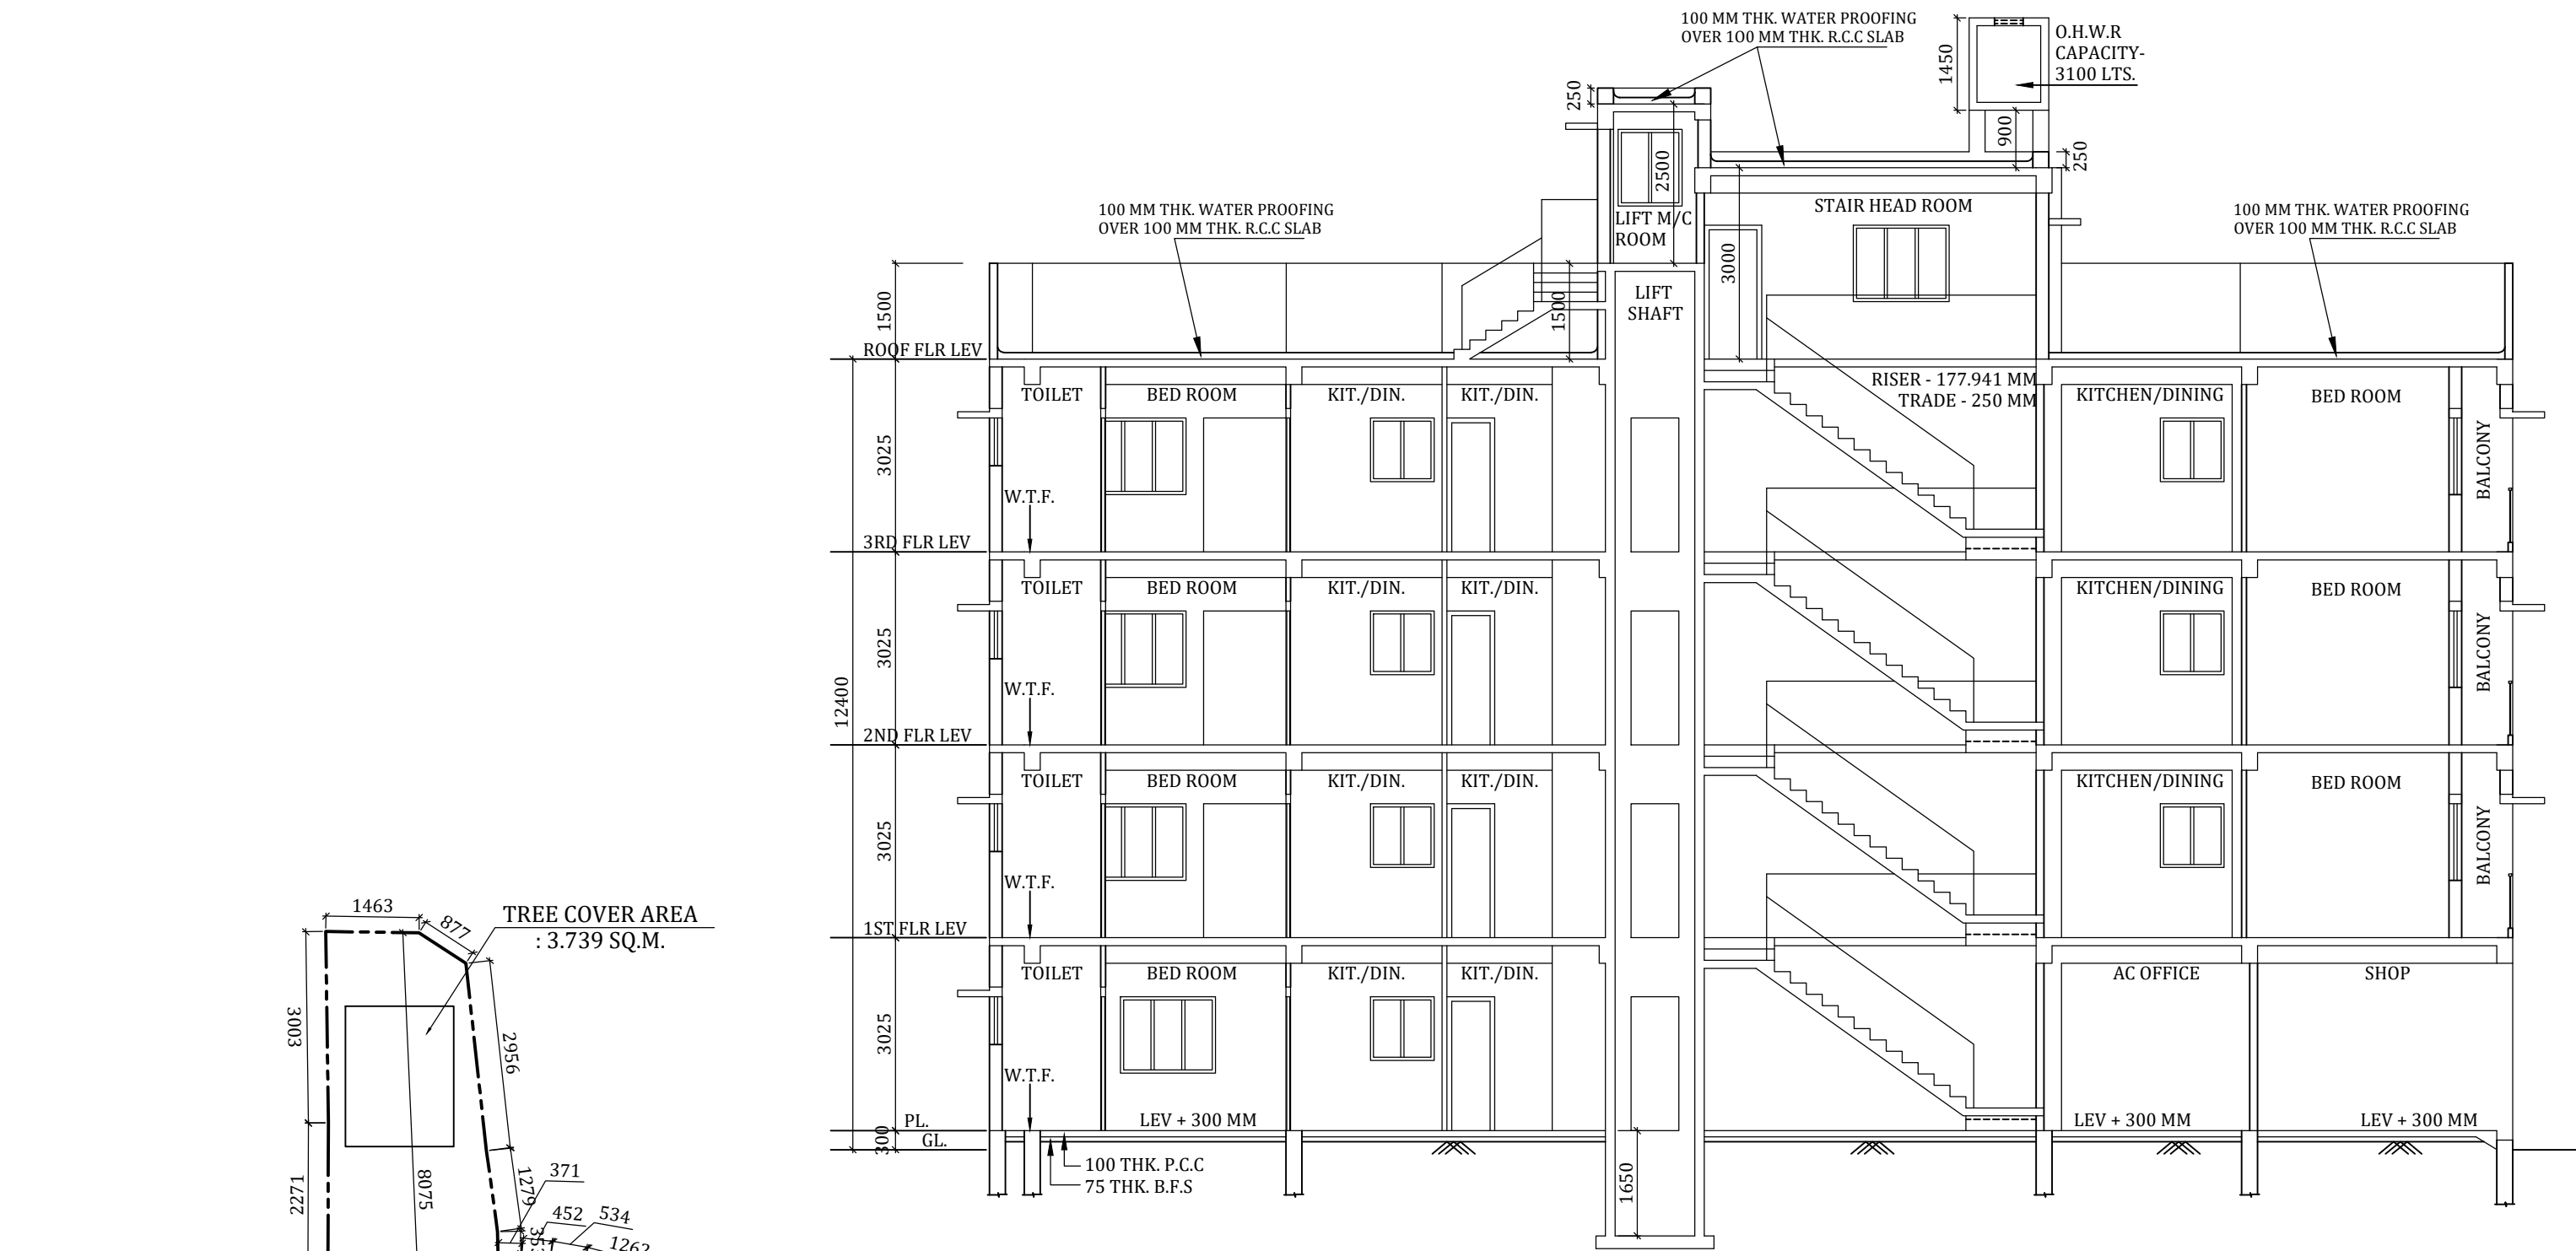 100 MM THK. WATER PROOFING
OVER 1O0 MM THK. R.C.C SLAB
O.H.W.R
CAPACITY-
3100 LTS.
1450
250
900
250
2500
LIFT M/C
ROOM
STAIR HEAD ROOM
3000
100 MM THK. WATER PROOFING
OVER 1O0 MM THK. R.C.C SLAB
100 MM THK. WATER PROOFING
OVER 1O0 MM THK. R.C.C SLAB
LIFT
SHAFT
1500
1500
ROOF FLR LEV
TOILET
BED ROOM
KIT./DIN.
KIT./DIN.
RISER - 177.941 MM
TRADE - 250 MM
KITCHEN/DINING
BED ROOM
BALCONY
3025
W.T.F.
3RD FLR LEV
TOILET
BED ROOM
KIT./DIN.
KIT./DIN.
KITCHEN/DINING
BED ROOM
BALCONY
3025
W.T.F.
12400
2ND FLR LEV
TOILET
BED ROOM
KIT./DIN.
KIT./DIN.
KITCHEN/DINING
BED ROOM
BALCONY
3025
W.T.F.
1ST FLR LEV
TOILET
BED ROOM
KIT./DIN.
KIT./DIN.
AC OFFICE
SHOP
3025
W.T.F.
PL.
LEV + 300 MM
LEV + 300 MM
LEV + 300 MM
GL.
300
100 THK. P.C.C
75 THK. B.F.S
1650
1463
877
TREE COVER AREA
: 3.739 SQ.M.
3003
2956
2271
8075
1279
371
452
534
353
1262